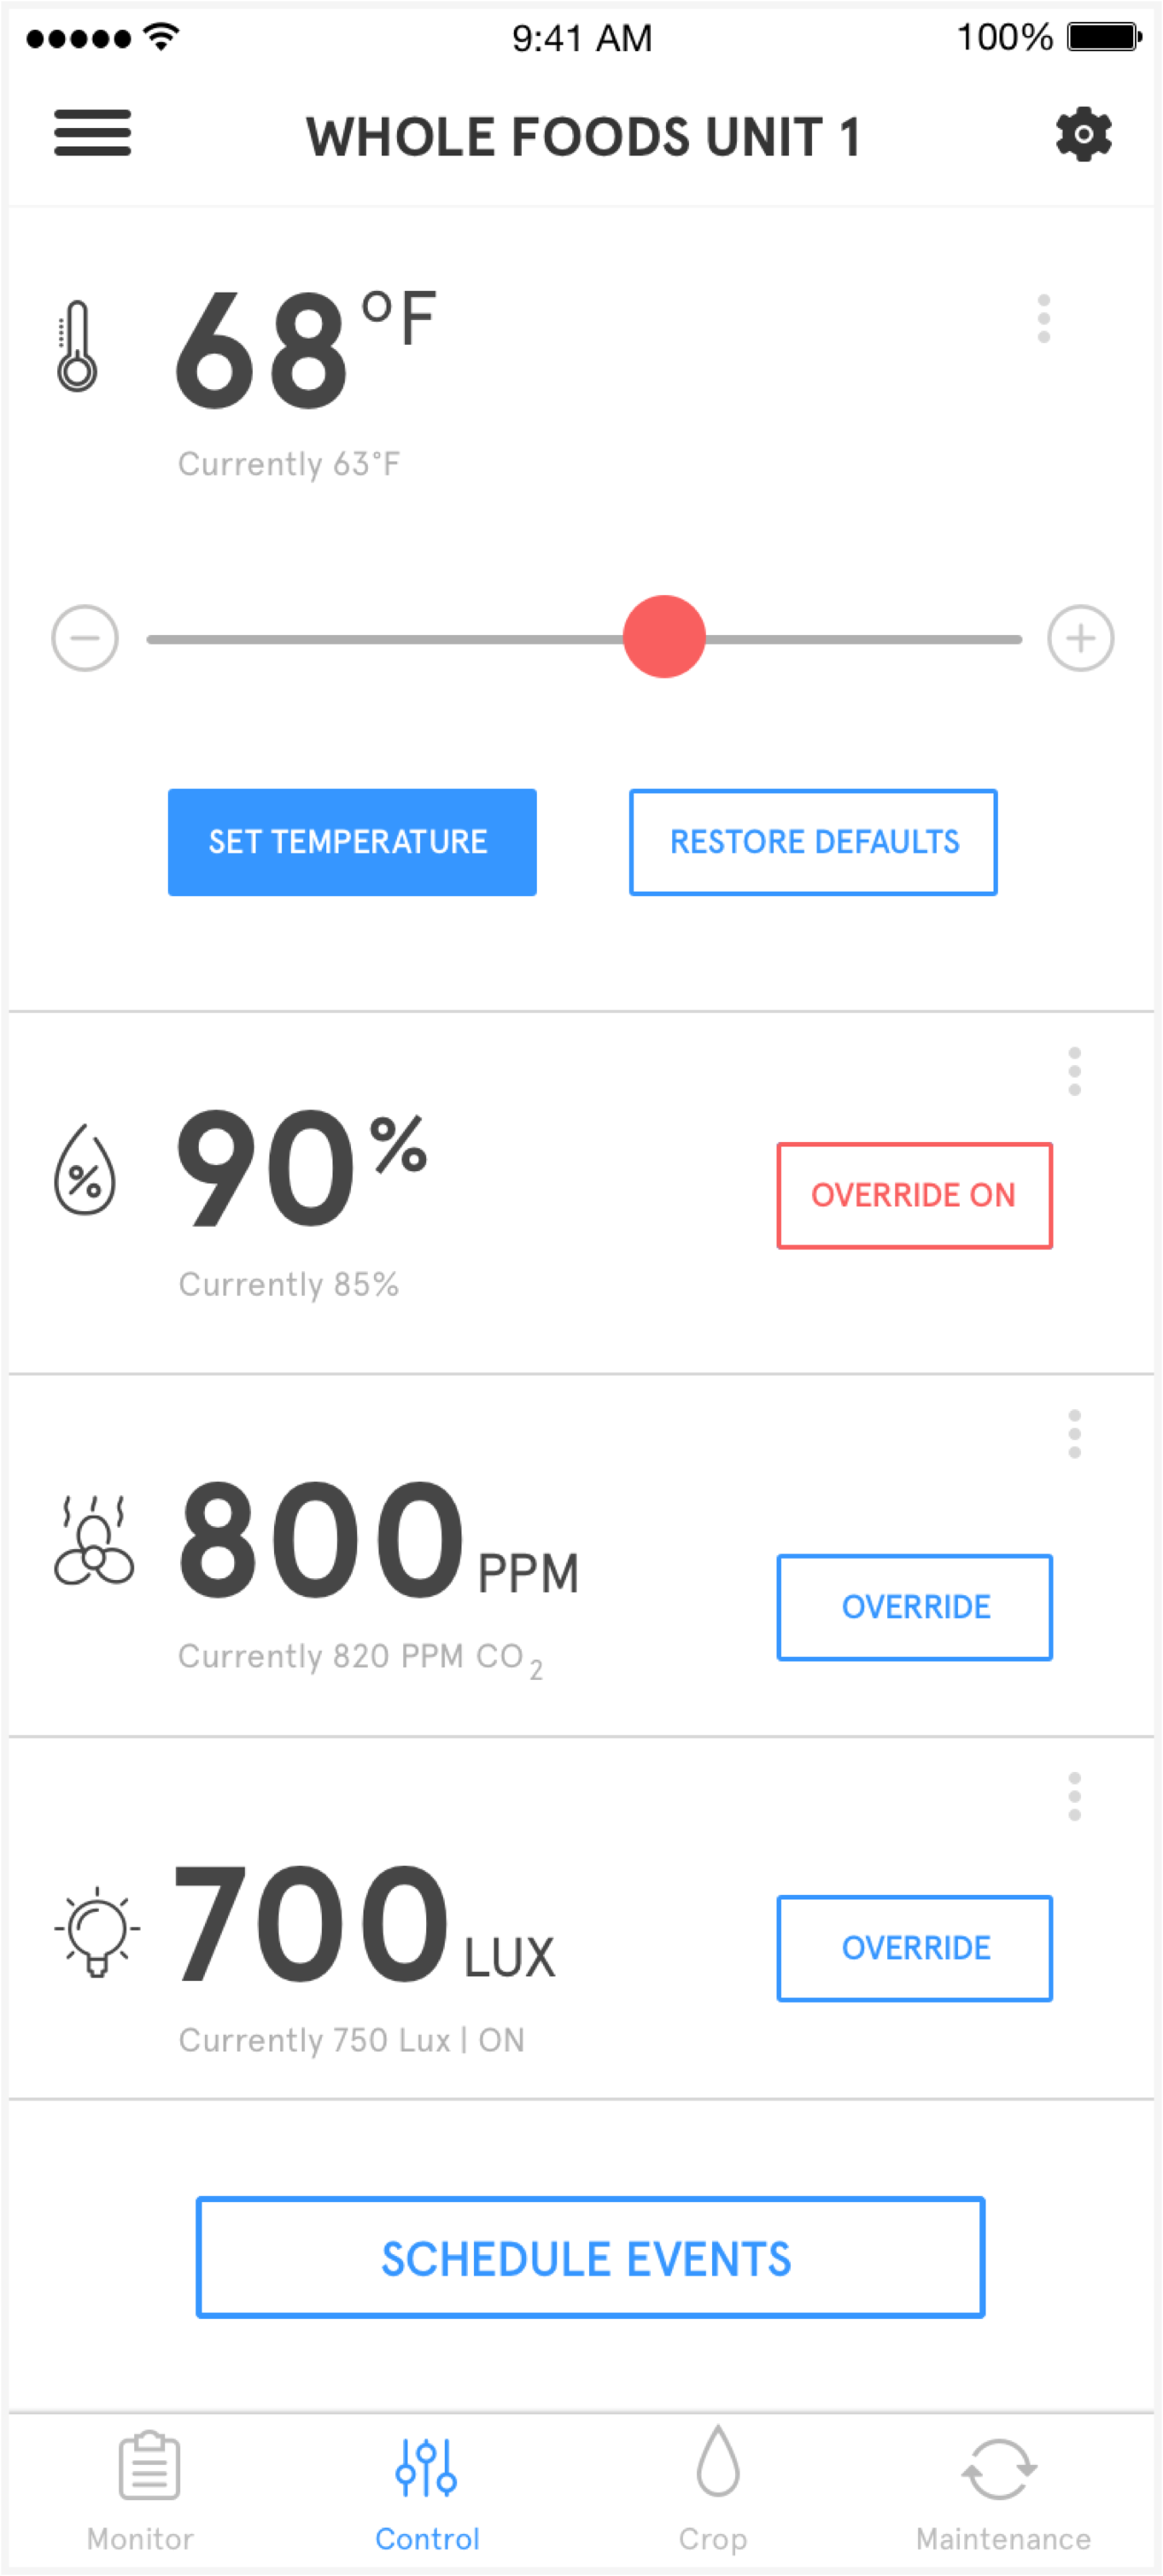 9:41 AM 100%
WHOLE FOODS UNIT 1
68°F
Currently 63°F
SET TEMPERATURE RESTORE DEFAULTS
90%
OVERRIDE ON
Currently 85%
800 PPM
OVERRIDE
Currently 820 PPM CO₂
700 LUX
OVERRIDE
Currently 750 Lux | ON
SCHEDULE EVENTS
Monitor Control Crop Maintenance